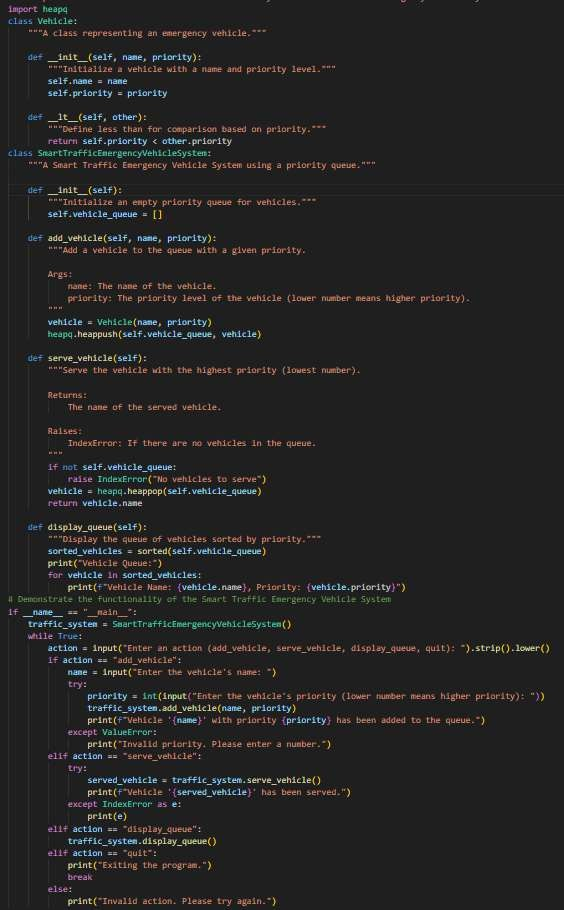 import heapq
class Vehicle:
    """A class representing an emergency vehicle."""

    def __init__(self, name, priority):
        """Initialize a vehicle with a name and priority level."""
        self.name = name
        self.priority = priority

    def __lt__(self, other):
        """Define less than for comparison based on priority."""
        return self.priority < other.priority
class SmartTrafficEmergencyVehicleSystem:
    """A Smart Traffic Emergency Vehicle System using a priority queue."""

    def __init__(self):
        """Initialize an empty priority queue for vehicles."""
        self.vehicle_queue = []

    def add_vehicle(self, name, priority):
        """Add a vehicle to the queue with a given priority.

        Args:
            name: The name of the vehicle.
            priority: The priority level of the vehicle (lower number means higher priority).
        """
        vehicle = Vehicle(name, priority)
        heapq.heappush(self.vehicle_queue, vehicle)

    def serve_vehicle(self):
        """Serve the vehicle with the highest priority (lowest number).

        Returns:
            The name of the served vehicle.

        Raises:
            IndexError: If there are no vehicles in the queue.
        """
        if not self.vehicle_queue:
            raise IndexError("No vehicles to serve")
        vehicle = heapq.heappop(self.vehicle_queue)
        return vehicle.name

    def display_queue(self):
        """Display the queue of vehicles sorted by priority."""
        sorted_vehicles = sorted(self.vehicle_queue)
        print("Vehicle Queue:")
        for vehicle in sorted_vehicles:
            print(f"Vehicle Name: {vehicle.name}, Priority: {vehicle.priority}")
# Demonstrate the functionality of the Smart Traffic Emergency Vehicle System
if __name__ == "__main__":
    traffic_system = SmartTrafficEmergencyVehicleSystem()
    while True:
        action = input("Enter an action (add_vehicle, serve_vehicle, display_queue, quit): ").strip().lower()
        if action == "add_vehicle":
            name = input("Enter the vehicle's name: ")
            try:
                priority = int(input("Enter the vehicle's priority (lower number means higher priority): "))
                traffic_system.add_vehicle(name, priority)
                print(f"Vehicle '{name}' with priority {priority} has been added to the queue.")
            except ValueError:
                print("Invalid priority. Please enter a number.")
        elif action == "serve_vehicle":
            try:
                served_vehicle = traffic_system.serve_vehicle()
                print(f"Vehicle '{served_vehicle}' has been served.")
            except IndexError as e:
                print(e)
        elif action == "display_queue":
            traffic_system.display_queue()
        elif action == "quit":
            print("Exiting the program.")
            break
        else:
            print("Invalid action. Please try again.")